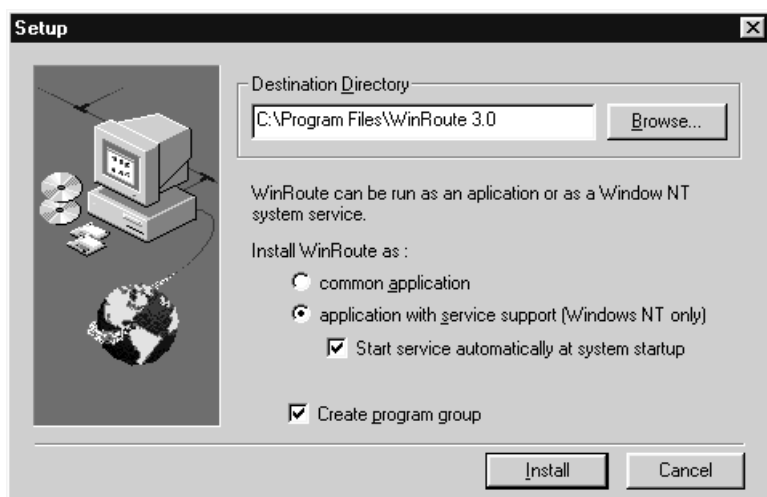 Setup
Destination Directory
C:\Program Files\WinRoute 3.0
Browse...
WinRoute can be run as an aplication or as a Window NT
system service.
Install WinRoute as :
common application
application with service support (Windows NT only)
Start service automatically at system startup
Create program group
Install
Cancel